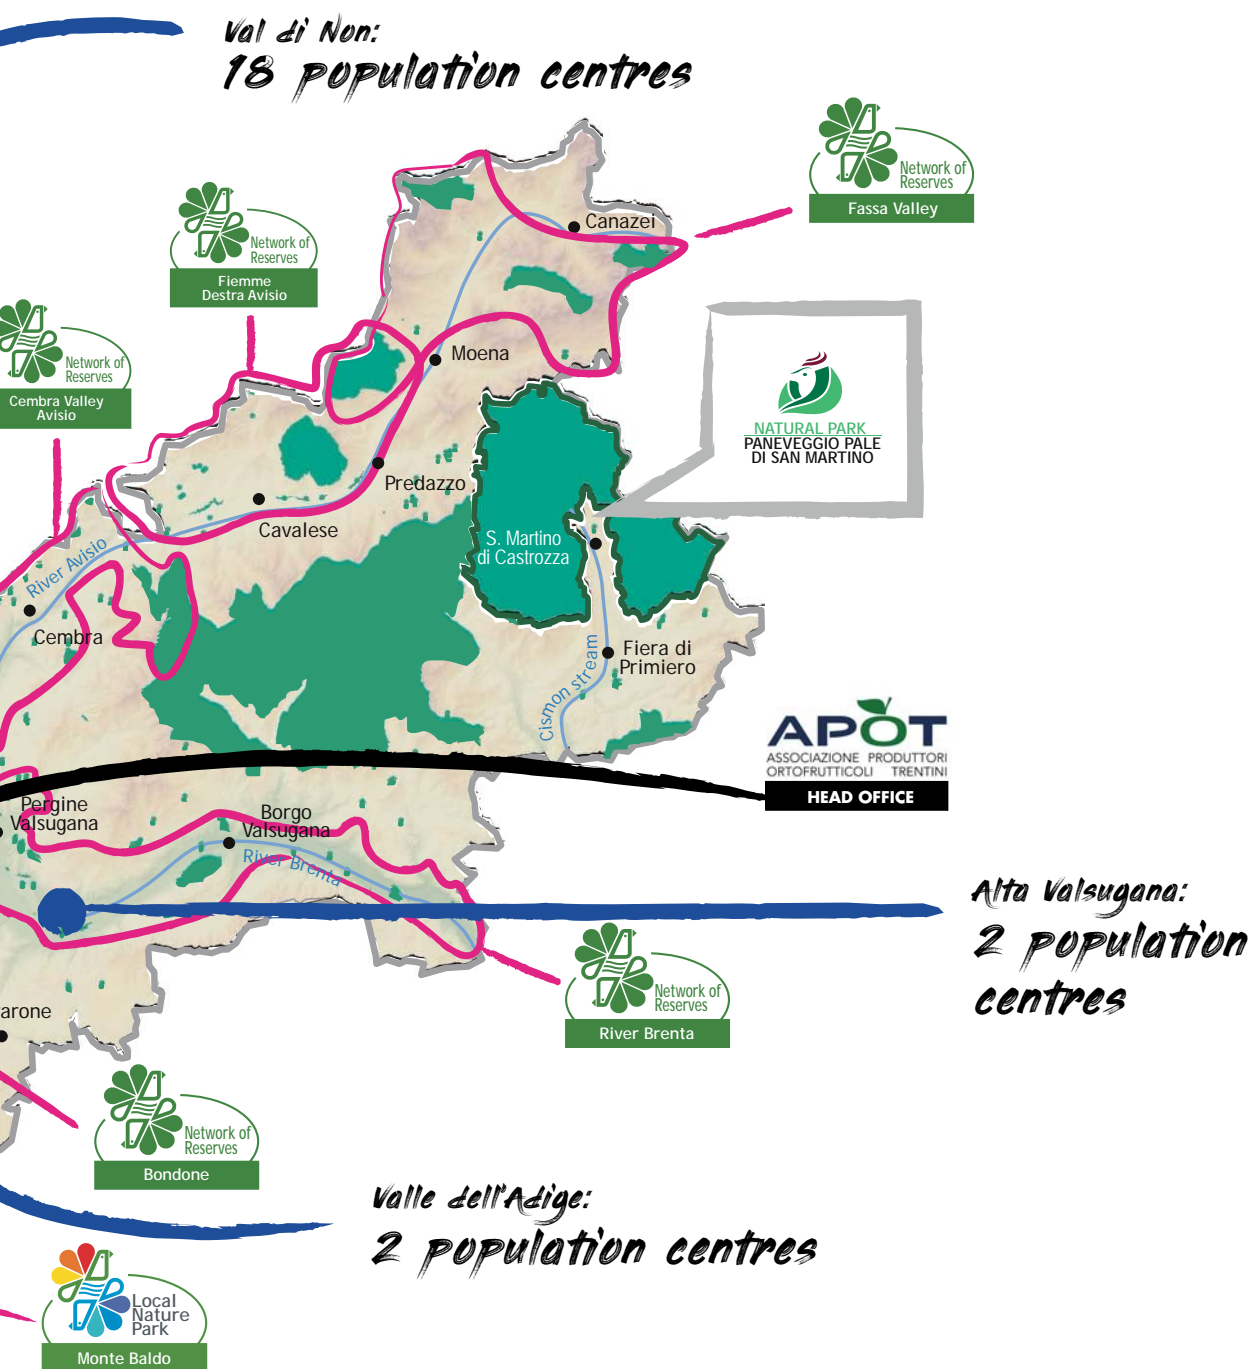 Val di Non:
18 population centres
Network of
Reserves
Fassa Valley
Network of
Reserves
Fiemme
Destra Avisio
Canazei
Network of
Reserves
Cembra Valley
Avisio
Moena
NATURAL PARK
PANEVEGGIO PALE
DI SAN MARTINO
Predazzo
Cavalese
S. Martino
di Castrozza
River Avisio
Cembra
Fiera di
Primiero
Cismon stream
APOT
ASSOCIAZIONE PRODUTTORI
ORTOFRUTTICOLI TRENTINI
HEAD OFFICE
Pergine
Valsugana
Borgo
Valsugana
River Brenta
Alta Valsugana:
2 population
centres
Network of
Reserves
River Brenta
arone
Network of
Reserves
Bondone
Valle dell'Adige:
2 population centres
Local
Nature
Park
Monte Baldo